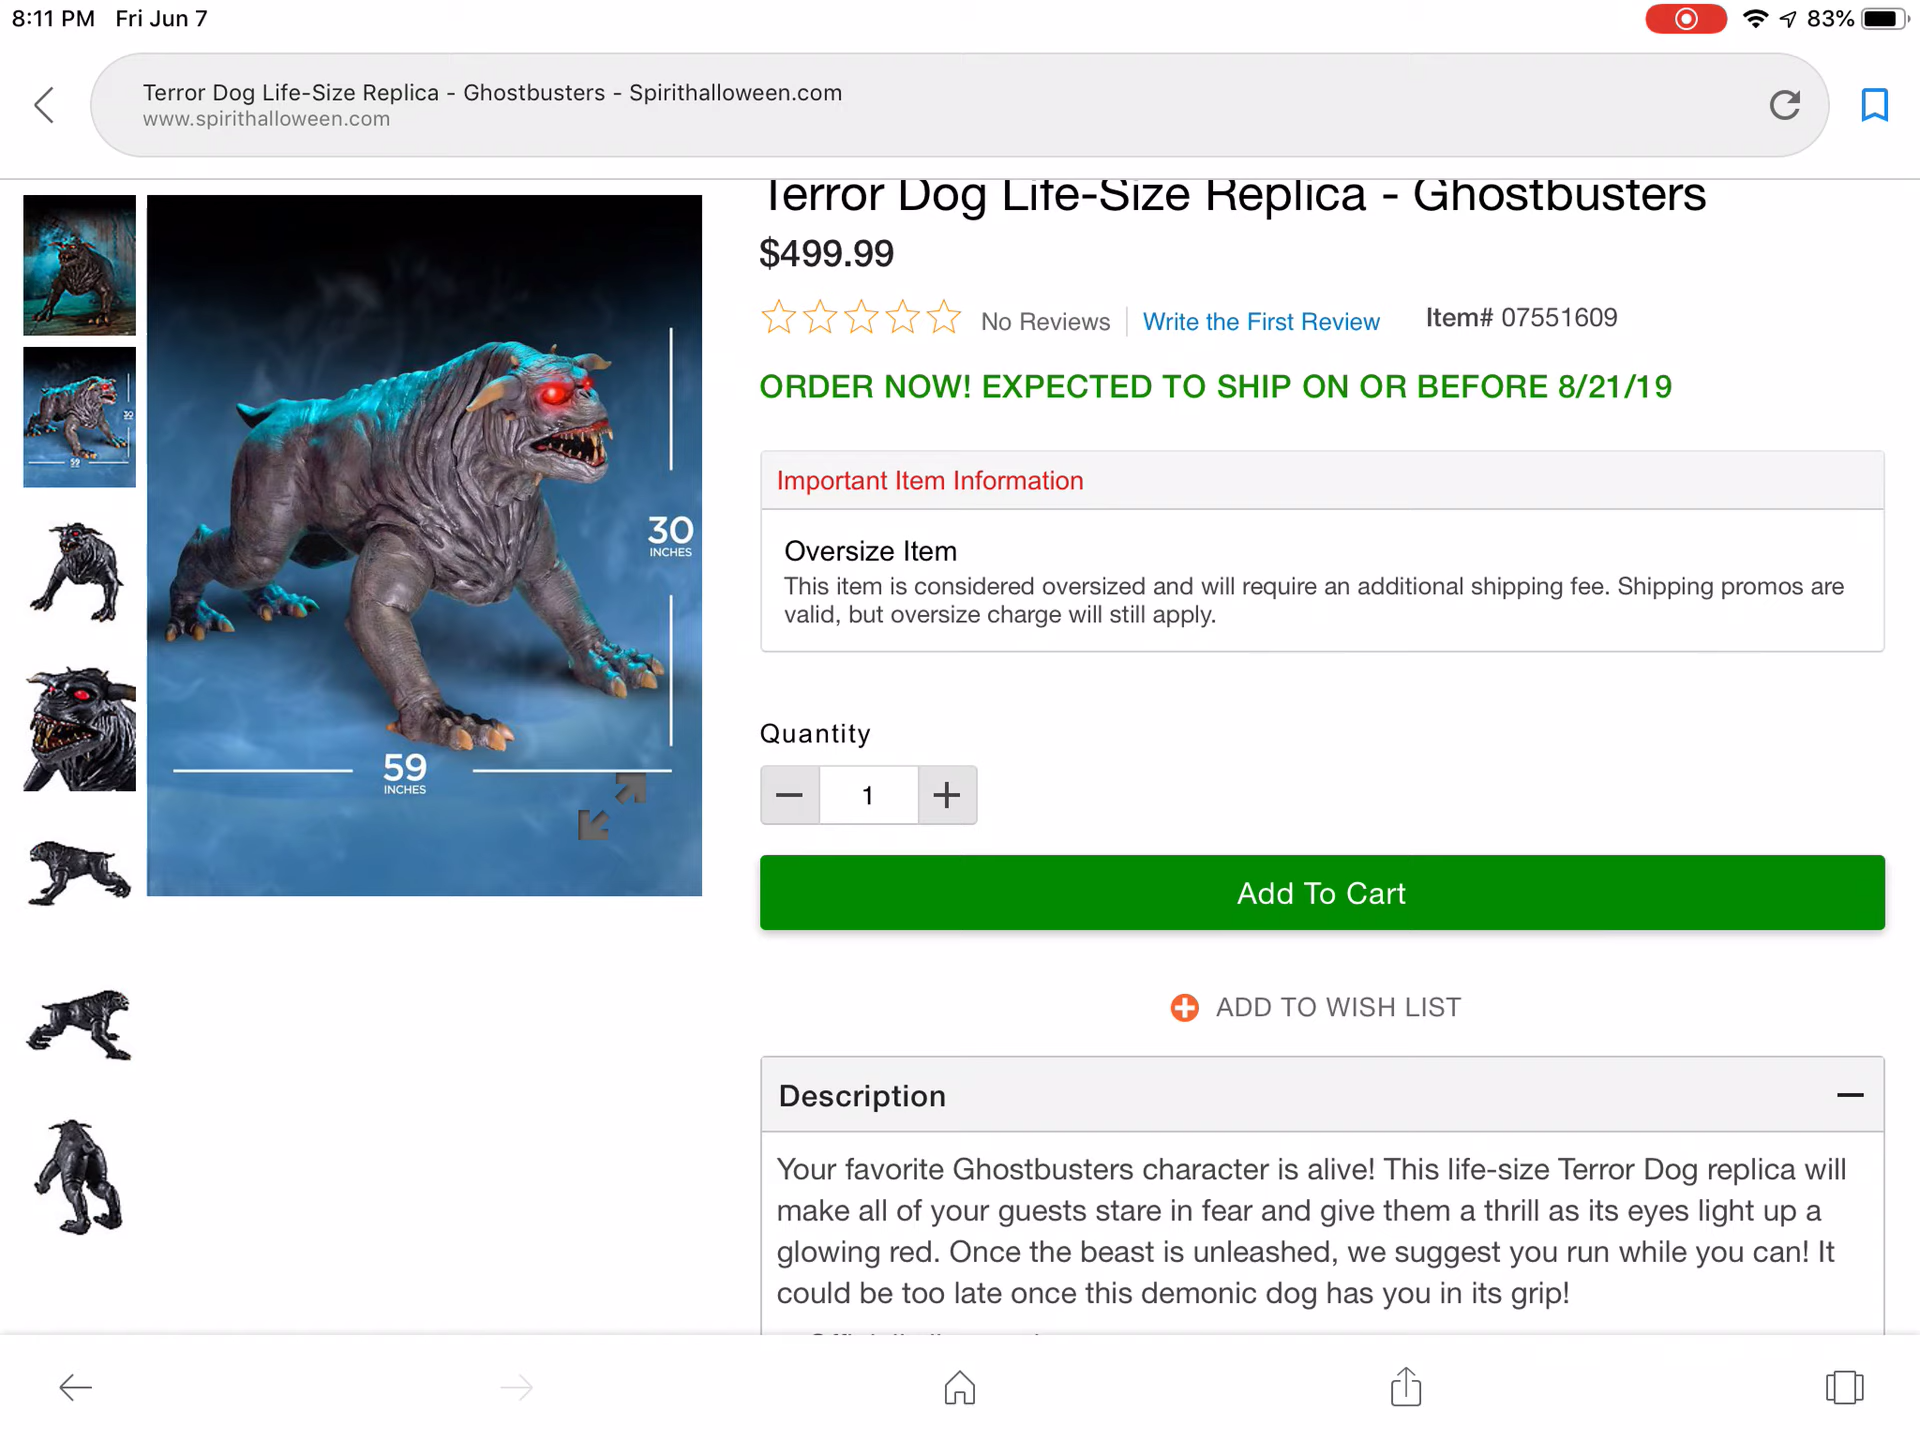 8:11 PM Fri Jun 7
83%
Terror Dog Life-Size Replica - Ghostbusters - Spirithalloween.com
www.spirithalloween.com
Terror Dog Life-Size Replica - Ghostbusters
$499.99
No Reviews
Write the First Review
Item# 07551609
ORDER NOW! EXPECTED TO SHIP ON OR BEFORE 8/21/19
30
INCHES
59
INCHES
30
59
Important Item Information
Oversize Item
This item is considered oversized and will require an additional shipping fee. Shipping promos are
valid, but oversize charge will still apply.
Quantity
1
Add To Cart
ADD TO WISH LIST
Description
Your favorite Ghostbusters character is alive! This life-size Terror Dog replica will
make all of your guests stare in fear and give them a thrill as its eyes light up a
glowing red. Once the beast is unleashed, we suggest you run while you can! It
could be too late once this demonic dog has you in its grip!